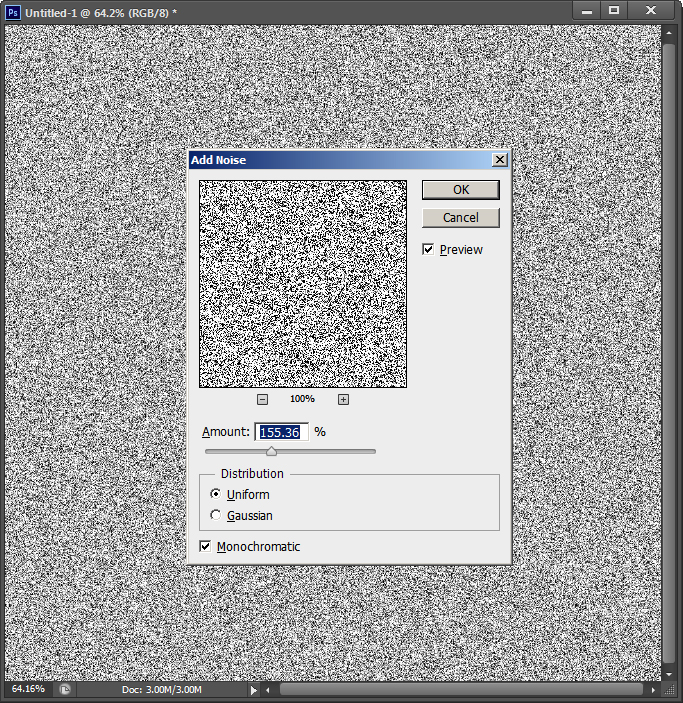 Ps Untitled-1 @ 64.2% (RGB/8) *
Add Noise
OK
Cancel
Preview
100%
Amount: 155.36 %
Distribution
Uniform
Gaussian
Monochromatic
64.16% Doc: 3.00M/3.00M